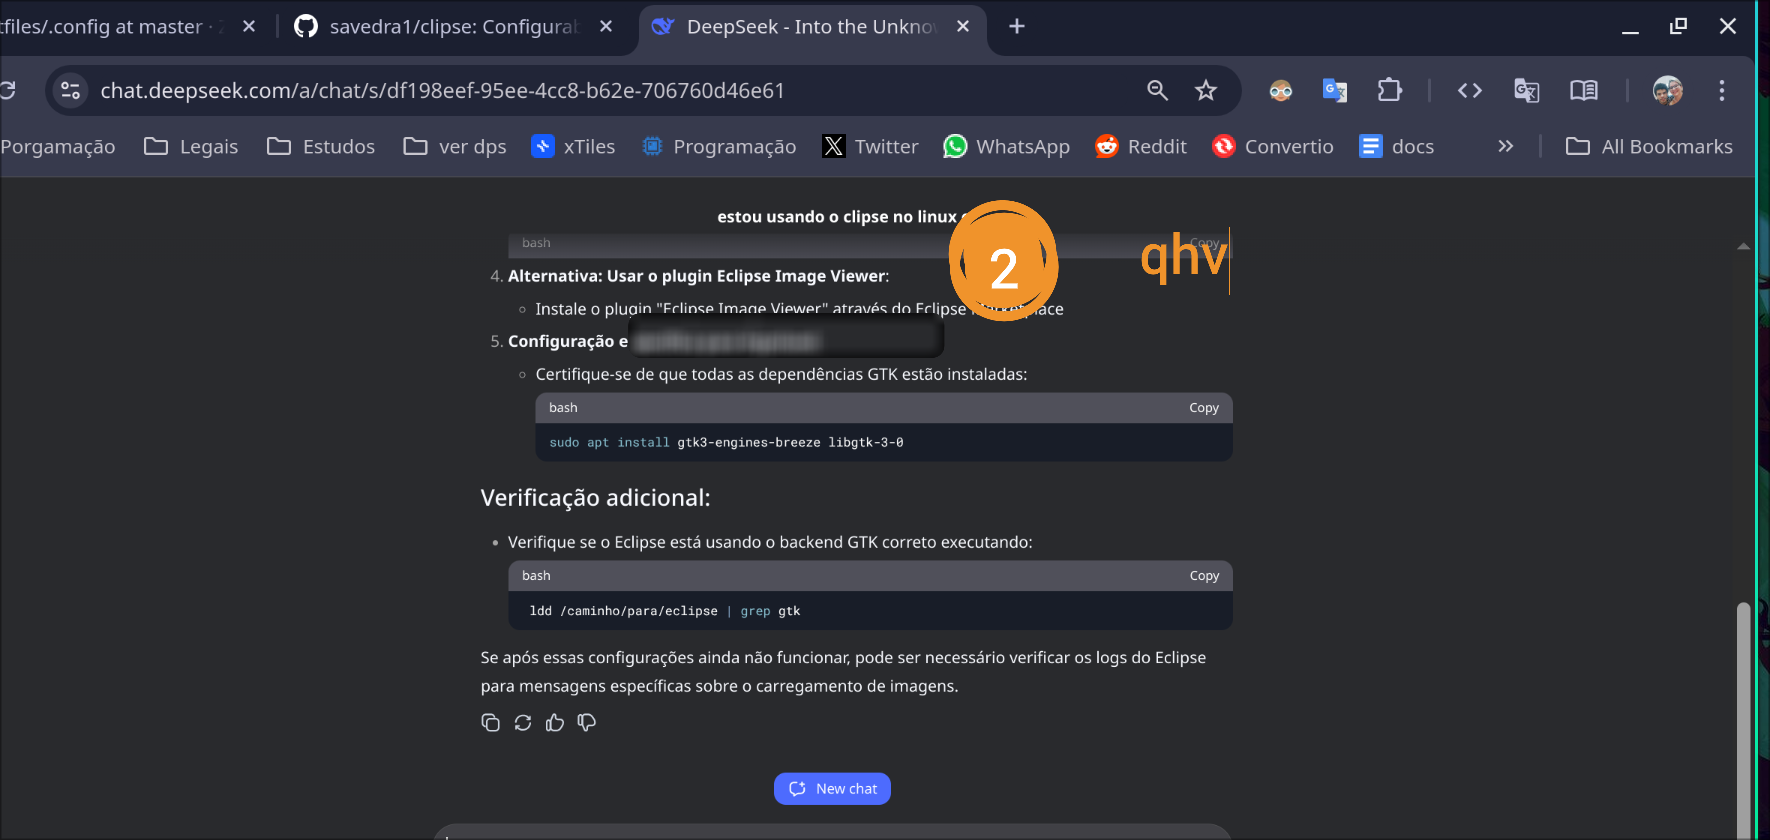 tfiles/.config at master ·
savedra1/clipse: Configurab
DeepSeek - Into the Unkno
chat.deepseek.com/a/chat/s/df198eef-95ee-4cc8-b62e-706760d46e61
Porgamação
Legais
Estudos
ver dps
xTiles
Programação
Twitter
WhatsApp
Reddit
Convertio
docs
All Bookmarks
estou usando o clipse no linux
2
qhv
bash
Copy
4. Alternativa: Usar o plugin Eclipse Image Viewer:
Instale o plugin "Eclipse Image Viewer" através do Eclipse
5. Configuração e
Certifique-se de que todas as dependências GTK estão instaladas:
bash
Copy
sudo apt install gtk3-engines-breeze libgtk-3-0
Verificação adicional:
Verifique se o Eclipse está usando o backend GTK correto executando:
bash
Copy
ldd /caminho/para/eclipse | grep gtk
Se após essas configurações ainda não funcionar, pode ser necessário verificar os logs do Eclipse
para mensagens específicas sobre o carregamento de imagens.
New chat